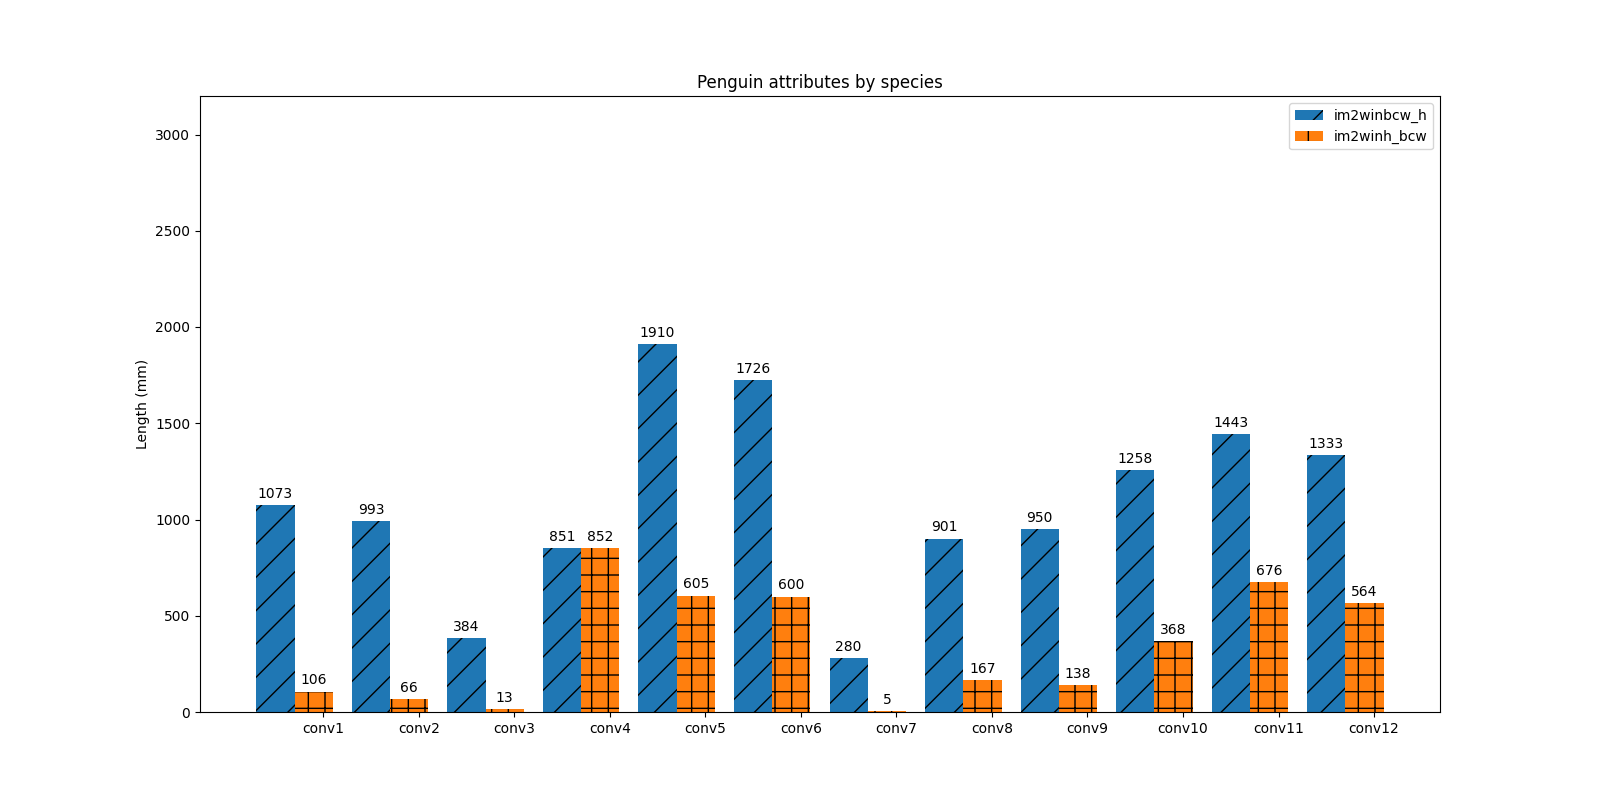 Penguin attributes by species
im2winbcw_h
im2winh_bcw
Length (mm)
3000
2500
2000
1500
1000
500
0
1073
106
993
66
384
13
851
852
1910
605
1726
600
280
5
901
167
950
138
1258
368
1443
676
1333
564
conv1
conv2
conv3
conv4
conv5
conv6
conv7
conv8
conv9
conv10
conv11
conv12